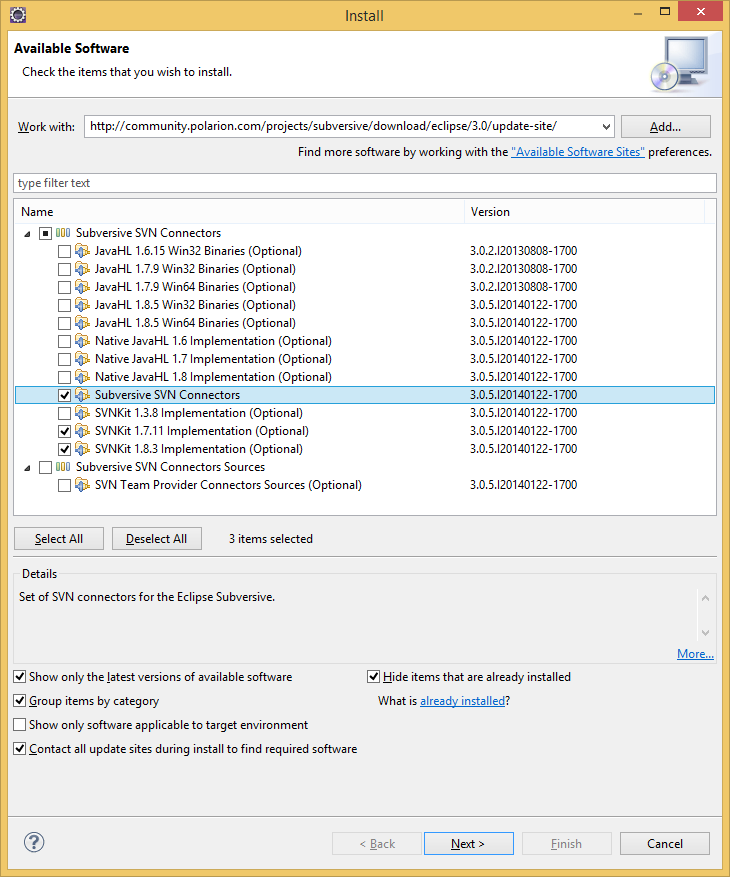 Install
Available Software
Check the items that you wish to install.
Work with: http://community.polarion.com/projects/subversive/download/eclipse/3.0/update-site/ Add...
Find more software by working with the "Available Software Sites" preferences.
type filter text
Name Version
Subversive SVN Connectors
JavaHL 1.6.15 Win32 Binaries (Optional) 3.0.2.I20130808-1700
JavaHL 1.7.9 Win32 Binaries (Optional) 3.0.2.I20130808-1700
JavaHL 1.7.9 Win64 Binaries (Optional) 3.0.2.I20130808-1700
JavaHL 1.8.5 Win32 Binaries (Optional) 3.0.5.I20140122-1700
JavaHL 1.8.5 Win64 Binaries (Optional) 3.0.5.I20140122-1700
Native JavaHL 1.6 Implementation (Optional) 3.0.5.I20140122-1700
Native JavaHL 1.7 Implementation (Optional) 3.0.5.I20140122-1700
Native JavaHL 1.8 Implementation (Optional) 3.0.5.I20140122-1700
Subversive SVN Connectors 3.0.5.I20140122-1700
SVNKit 1.3.8 Implementation (Optional) 3.0.5.I20140122-1700
SVNKit 1.7.11 Implementation (Optional) 3.0.5.I20140122-1700
SVNKit 1.8.3 Implementation (Optional) 3.0.5.I20140122-1700
Subversive SVN Connectors Sources
SVN Team Provider Connectors Sources (Optional) 3.0.5.I20140122-1700
Select All Deselect All 3 items selected
Details
Set of SVN connectors for the Eclipse Subversive.
More...
Show only the latest versions of available software Hide items that are already installed
Group items by category What is already installed?
Show only software applicable to target environment
Contact all update sites during install to find required software
? < Back Next > Finish Cancel